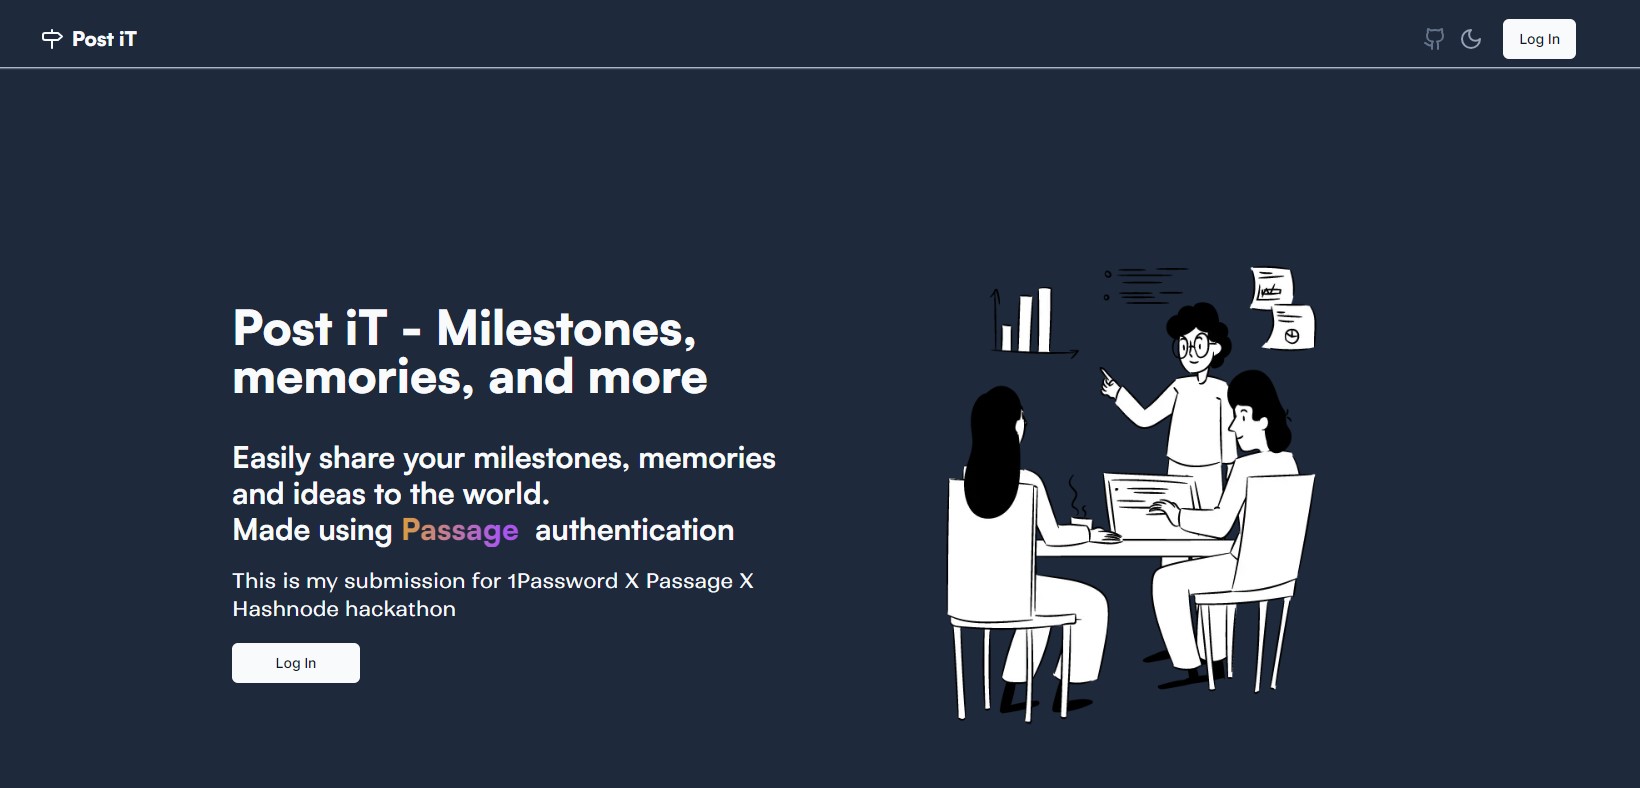 Post iT
Log In
Post iT - Milestones,
memories, and more
Easily share your milestones, memories
and ideas to the world.
Made using Passage authentication
This is my submission for 1Password X Passage X
Hashnode hackathon
Log In